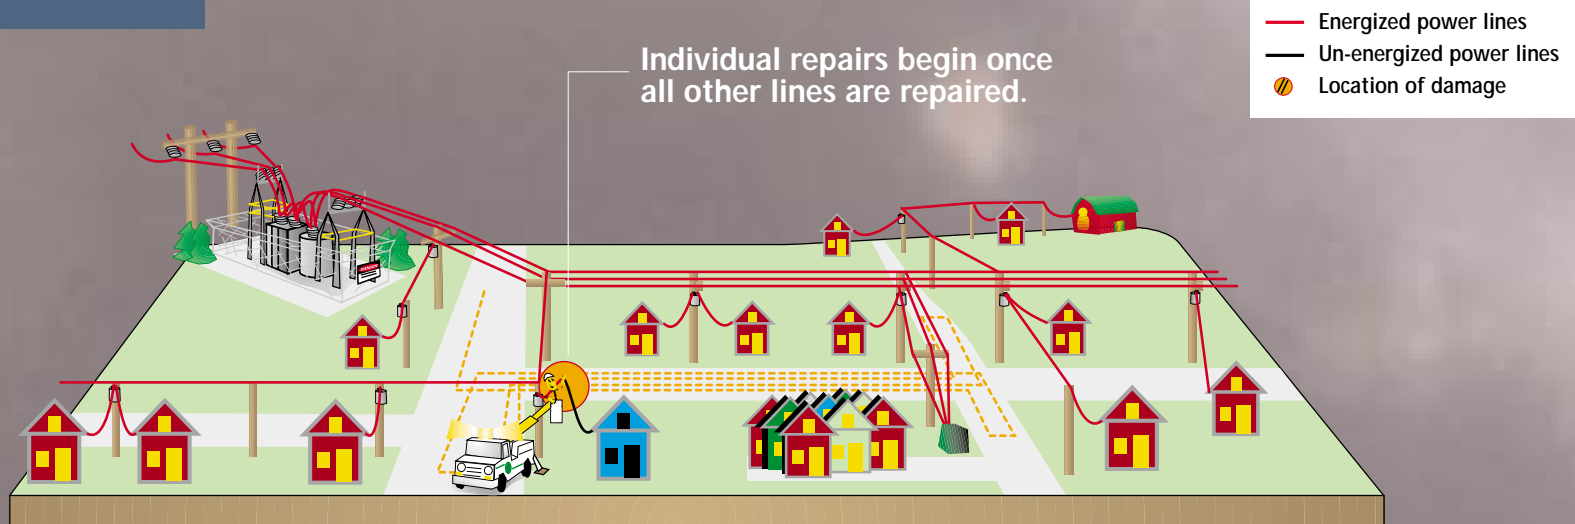 Individual repairs begin once
all other lines are repaired.
Energized power lines
Un-energized power lines
Location of damage